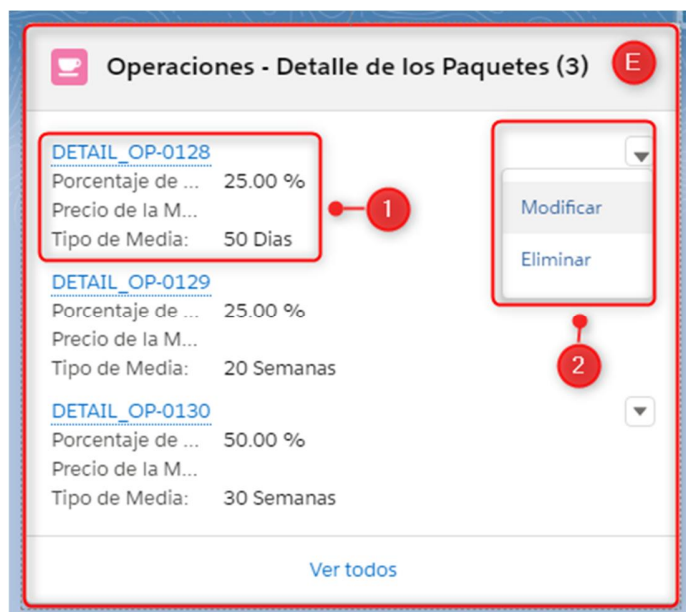 Operaciones - Detalle de los Paquetes (3) E
DETAIL_OP-0128
Porcentaje de ... 25.00 %
Precio de la M...
Tipo de Media: 50 Dias
1
Modificar
Eliminar
2
DETAIL_OP-0129
Porcentaje de ... 25.00 %
Precio de la M...
Tipo de Media: 20 Semanas
DETAIL_OP-0130
Porcentaje de ... 50.00 %
Precio de la M...
Tipo de Media: 30 Semanas
Ver todos